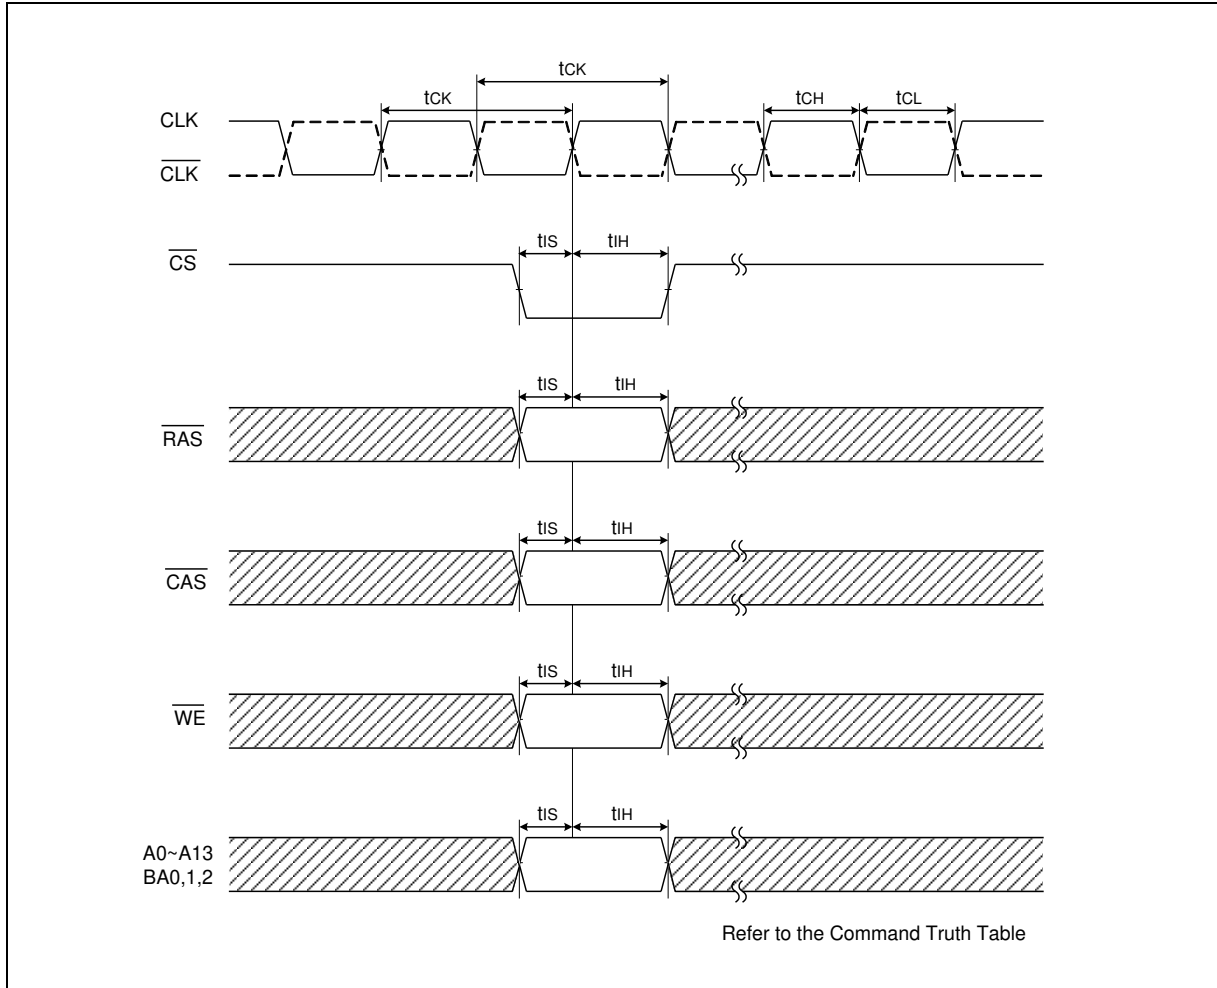 tCK
tCK
tCH
tCL
CLK
CLK
tIS
tIH
CS
tIS
tIH
RAS
tIS
tIH
CAS
tIS
tIH
WE
tIS
tIH
A0~A13
BA0,1,2
Refer to the Command Truth Table